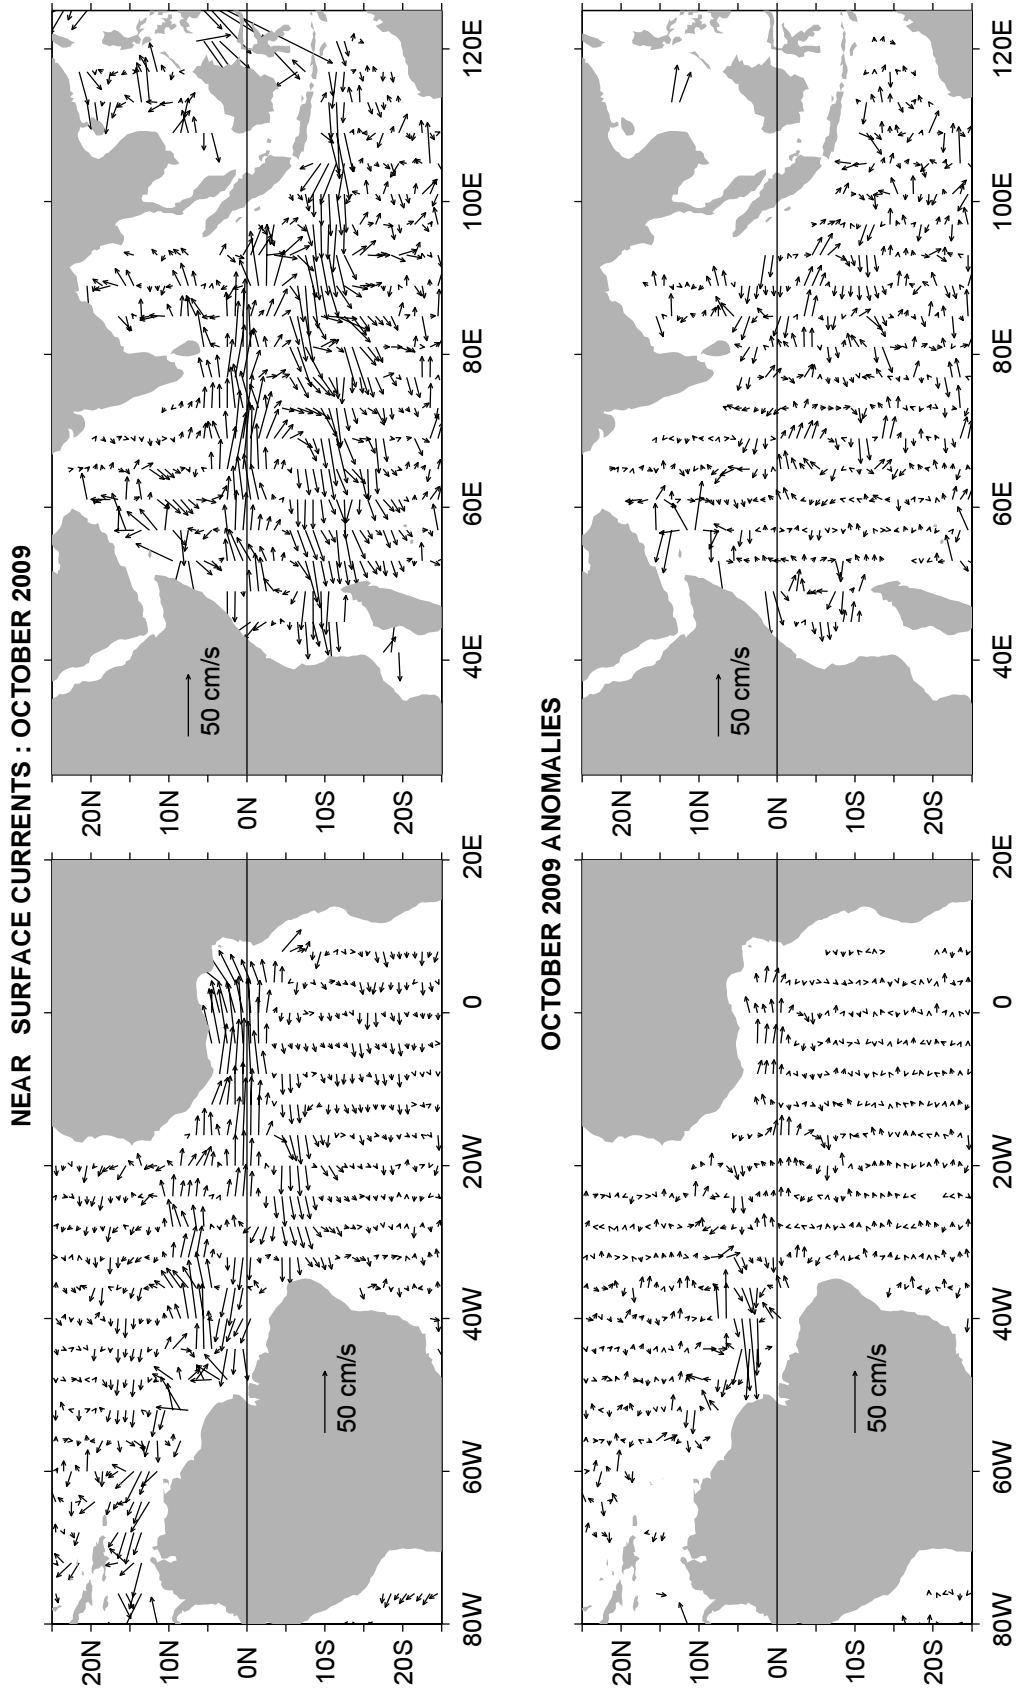 NEAR SURFACE CURRENTS : OCTOBER 2009
20N
10N
0N
10S
20S
80W
60W
40W
20W
0
20E
50 cm/s
20N
10N
0N
10S
20S
40E
60E
80E
100E
120E
50 cm/s
OCTOBER 2009 ANOMALIES
20N
10N
0N
10S
20S
80W
60W
40W
20W
0
20E
50 cm/s
20N
10N
0N
10S
20S
40E
60E
80E
100E
120E
50 cm/s